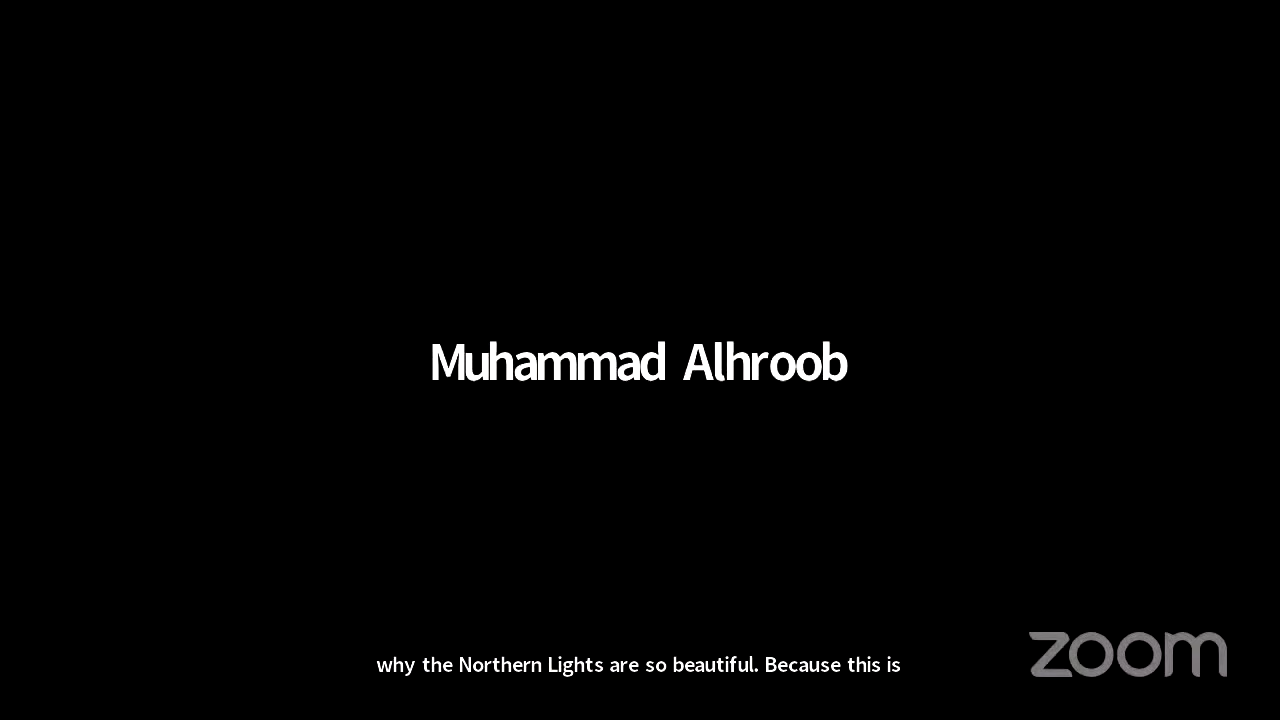 Muhammad Alhroob
why the Northern Lights are so beautiful. Because this is
zoom